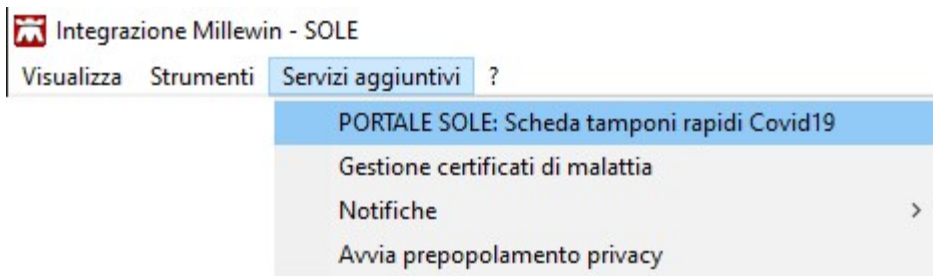 Integrazione Millewin - SOLE
Visualizza Strumenti Servizi aggiuntivi ?
PORTALE SOLE: Scheda tamponi rapidi Covid19
Gestione certificati di malattia
Notifiche >
Avvia prepopolamento privacy